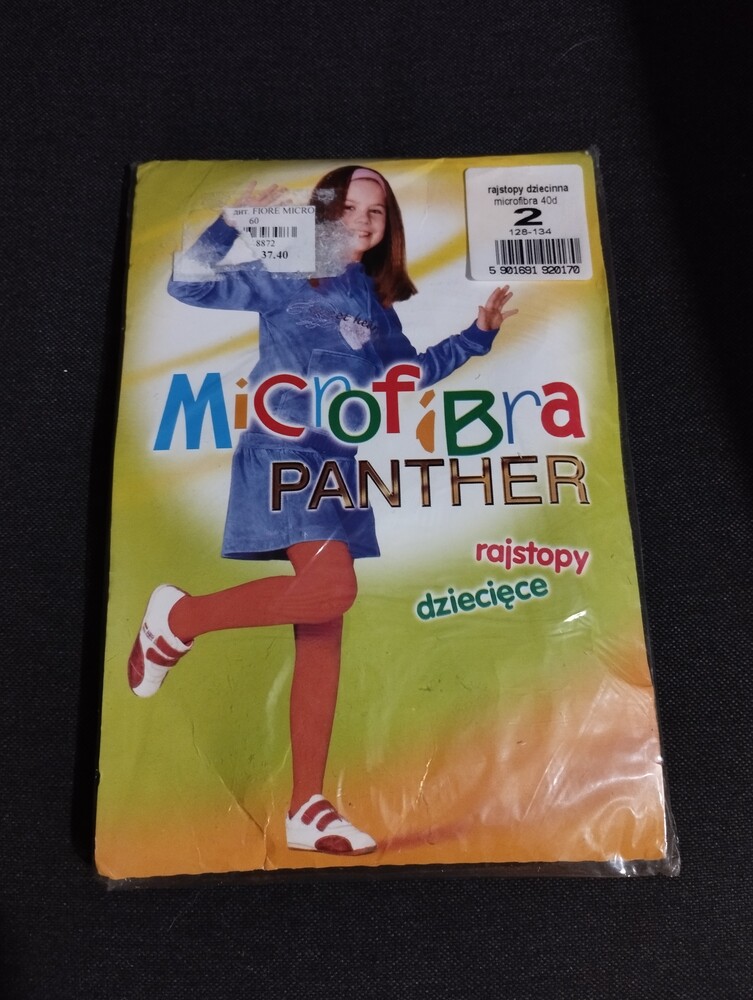 дит. FIORE MICRO
60
8872
37.40
rajstopy dziecinna
microfibra 40d
2
128-134
5 901691 920170
MiCrofiBra
PANTHER
rajstopy
dziecięce